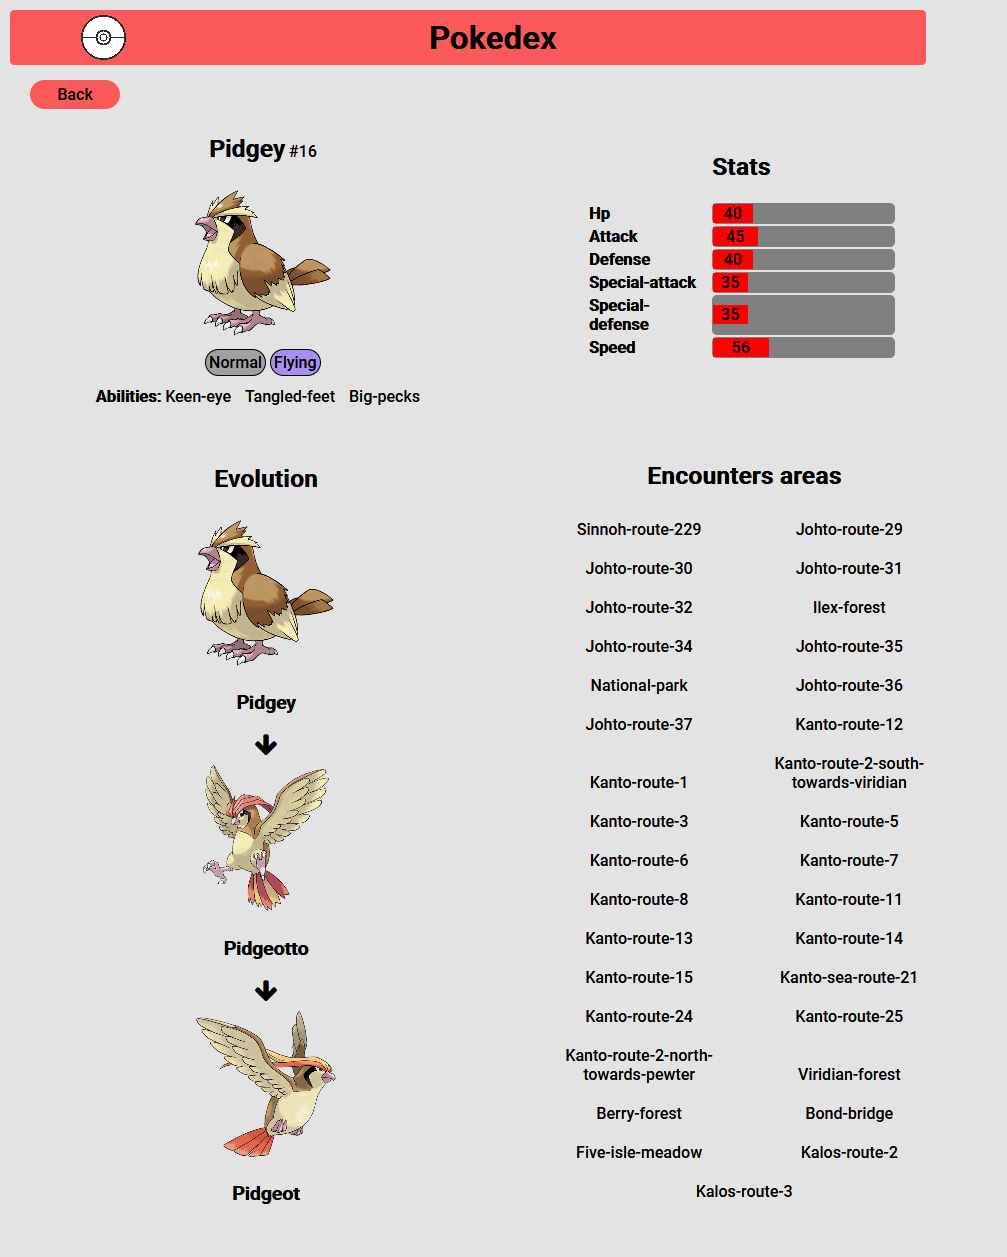 Pokedex
Back
Pidgey #16
Normal Flying
Abilities: Keen-eye Tangled-feet Big-pecks
Stats
Hp 40
Attack 45
Defense 40
Special-attack 35
Special-
defense 35
Speed 56
Evolution
Pidgey
Pidgeotto
Pidgeot
Encounters areas
Sinnoh-route-229 Johto-route-29
Johto-route-30 Johto-route-31
Johto-route-32 Ilex-forest
Johto-route-34 Johto-route-35
National-park Johto-route-36
Johto-route-37 Kanto-route-12
Kanto-route-1 Kanto-route-2-south-
towards-viridian
Kanto-route-3 Kanto-route-5
Kanto-route-6 Kanto-route-7
Kanto-route-8 Kanto-route-11
Kanto-route-13 Kanto-route-14
Kanto-route-15 Kanto-sea-route-21
Kanto-route-24 Kanto-route-25
Kanto-route-2-north-
towards-pewter Viridian-forest
Berry-forest Bond-bridge
Five-isle-meadow Kalos-route-2
Kalos-route-3